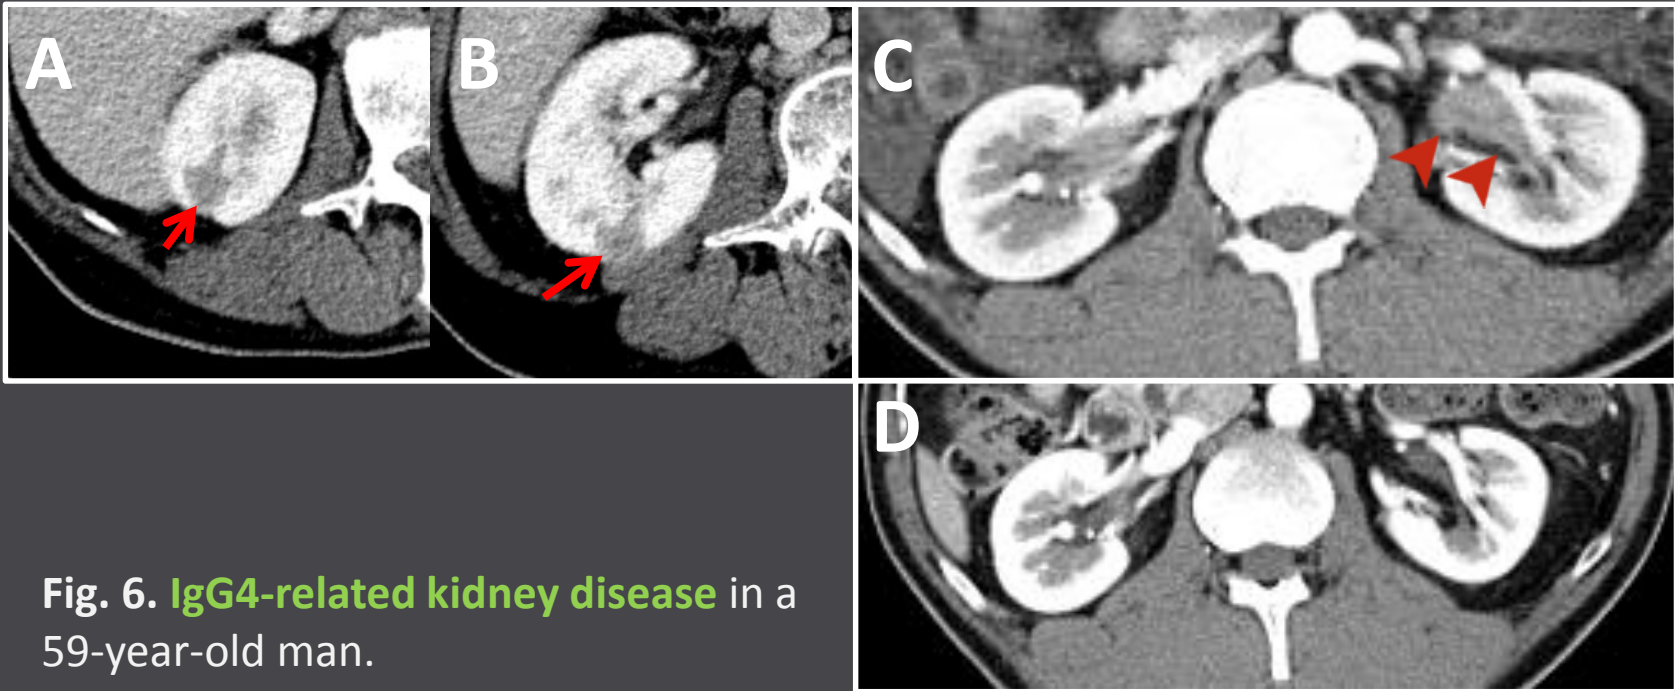 A
B
C
D
Fig. 6. IgG4-related kidney disease in a
59-year-old man.